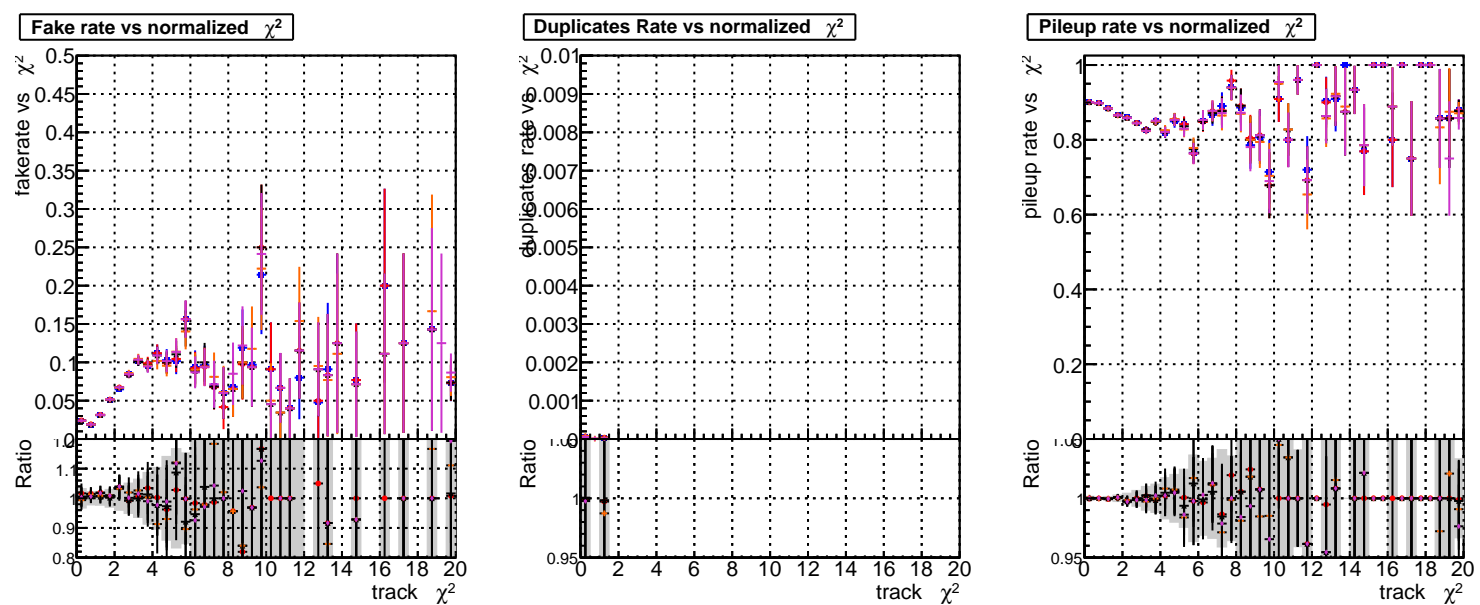 Fake rate vs normalized χ²
fakerate vs χ²
0.5
0.45
0.4
0.35
0.3
0.25
0.2
0.15
0.1
0.05
Ratio
1.1
1
0.9
0.8
0 2 4 6 8 10 12 14 16 18 20
track χ²
Duplicates Rate vs normalized χ²
duplicates rate vs χ²
0.01
0.009
0.008
0.007
0.006
0.005
0.004
0.003
0.002
0.001
Ratio
1
0.95
0 2 4 6 8 10 12 14 16 18 20
track χ²
Pileup rate vs normalized χ²
pileup rate vs χ²
1
0.8
0.6
0.4
0.2
Ratio
1
0.95
0 2 4 6 8 10 12 14 16 18 20
track χ²